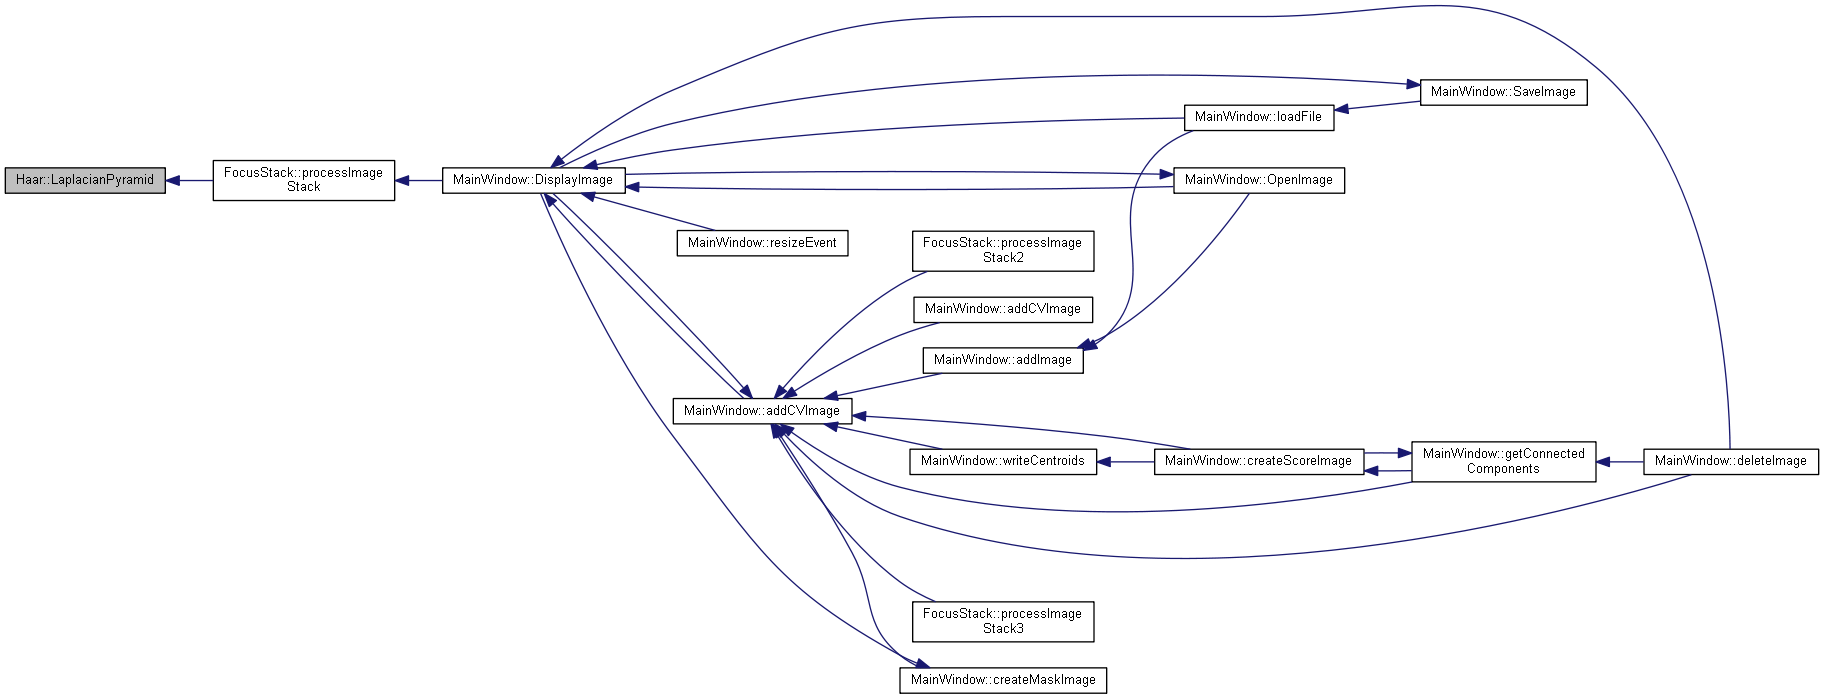 MainWindow::SaveImage
MainWindow::loadFile
Haar::LaplacianPyramid
FocusStack::processImage
Stack
MainWindow::DisplayImage
MainWindow::OpenImage
MainWindow::resizeEvent
FocusStack::processImage
Stack2
MainWindow::addCVImage
MainWindow::addImage
MainWindow::addCVImage
MainWindow::writeCentroids
MainWindow::createScoreImage
MainWindow::getConnected
Components
MainWindow::deleteImage
FocusStack::processImage
Stack3
MainWindow::createMaskImage